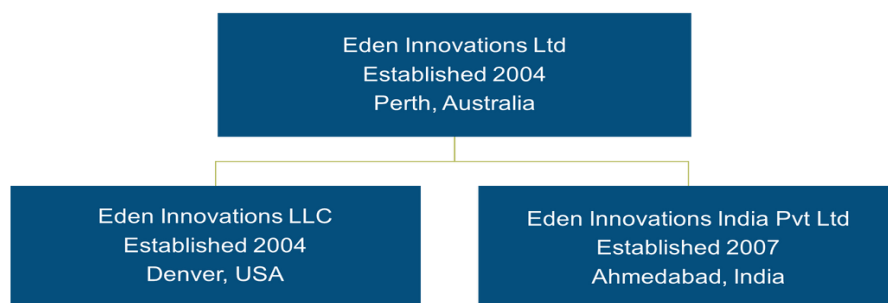 Eden Innovations Ltd
Established 2004
Perth, Australia
Eden Innovations LLC
Established 2004
Denver, USA
Eden Innovations India Pvt Ltd
Established 2007
Ahmedabad, India